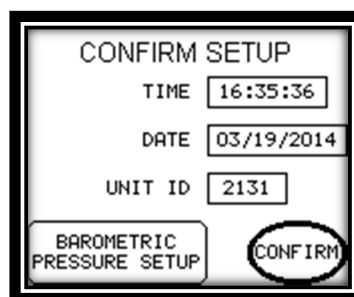 CONFIRM SETUP
TIME 16:35:36
DATE 03/19/2014
UNIT ID 2131
BAROMETRIC
PRESSURE SETUP
CONFIRM